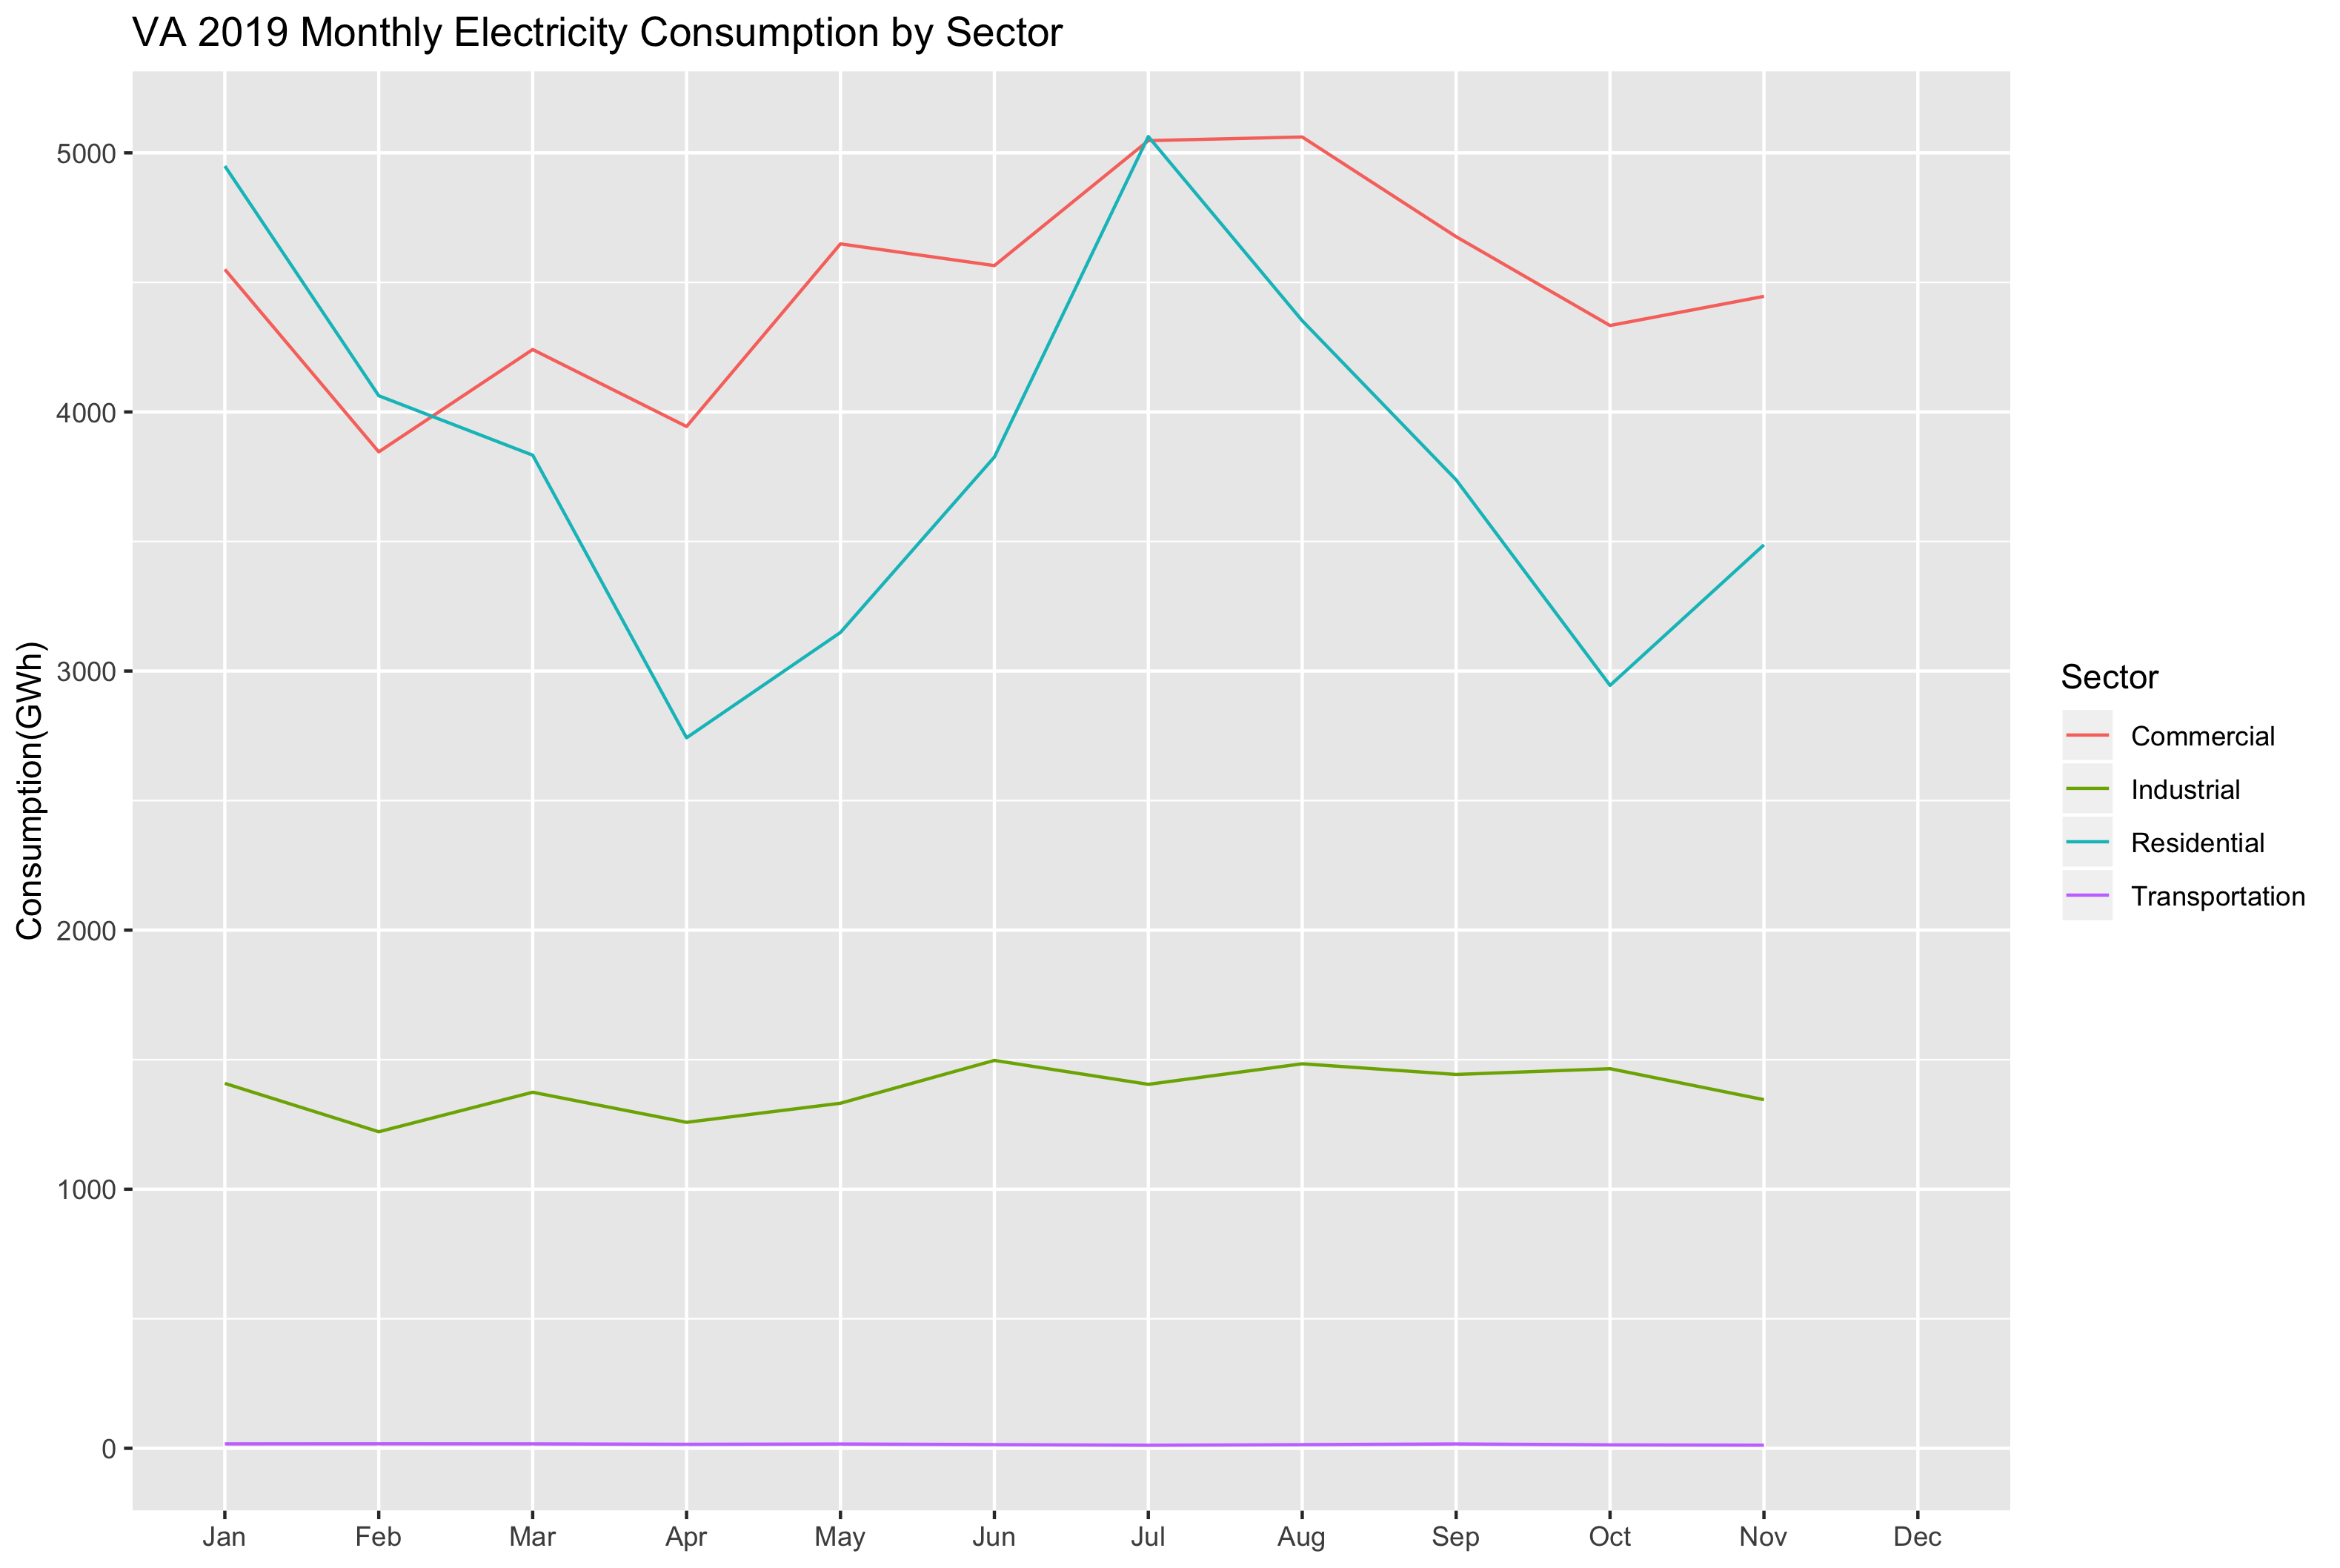 VA 2019 Monthly Electricity Consumption by Sector
Consumption(GWh)
5000
4000
3000
2000
1000
0
Jan Feb Mar Apr May Jun Jul Aug Sep Oct Nov Dec
Sector
Commercial
Industrial
Residential
Transportation